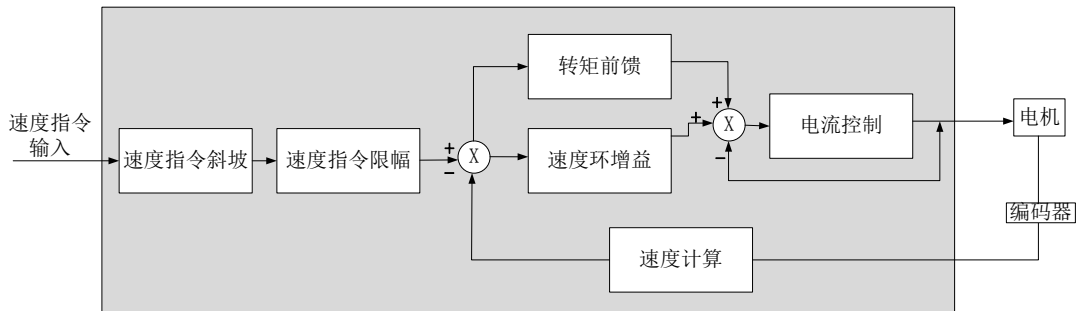 转矩前馈
速度指令
输入
速度指令斜坡
速度指令限幅
+
−
X
速度环增益
+
+
−
X
电流控制
电机
编码器
速度计算